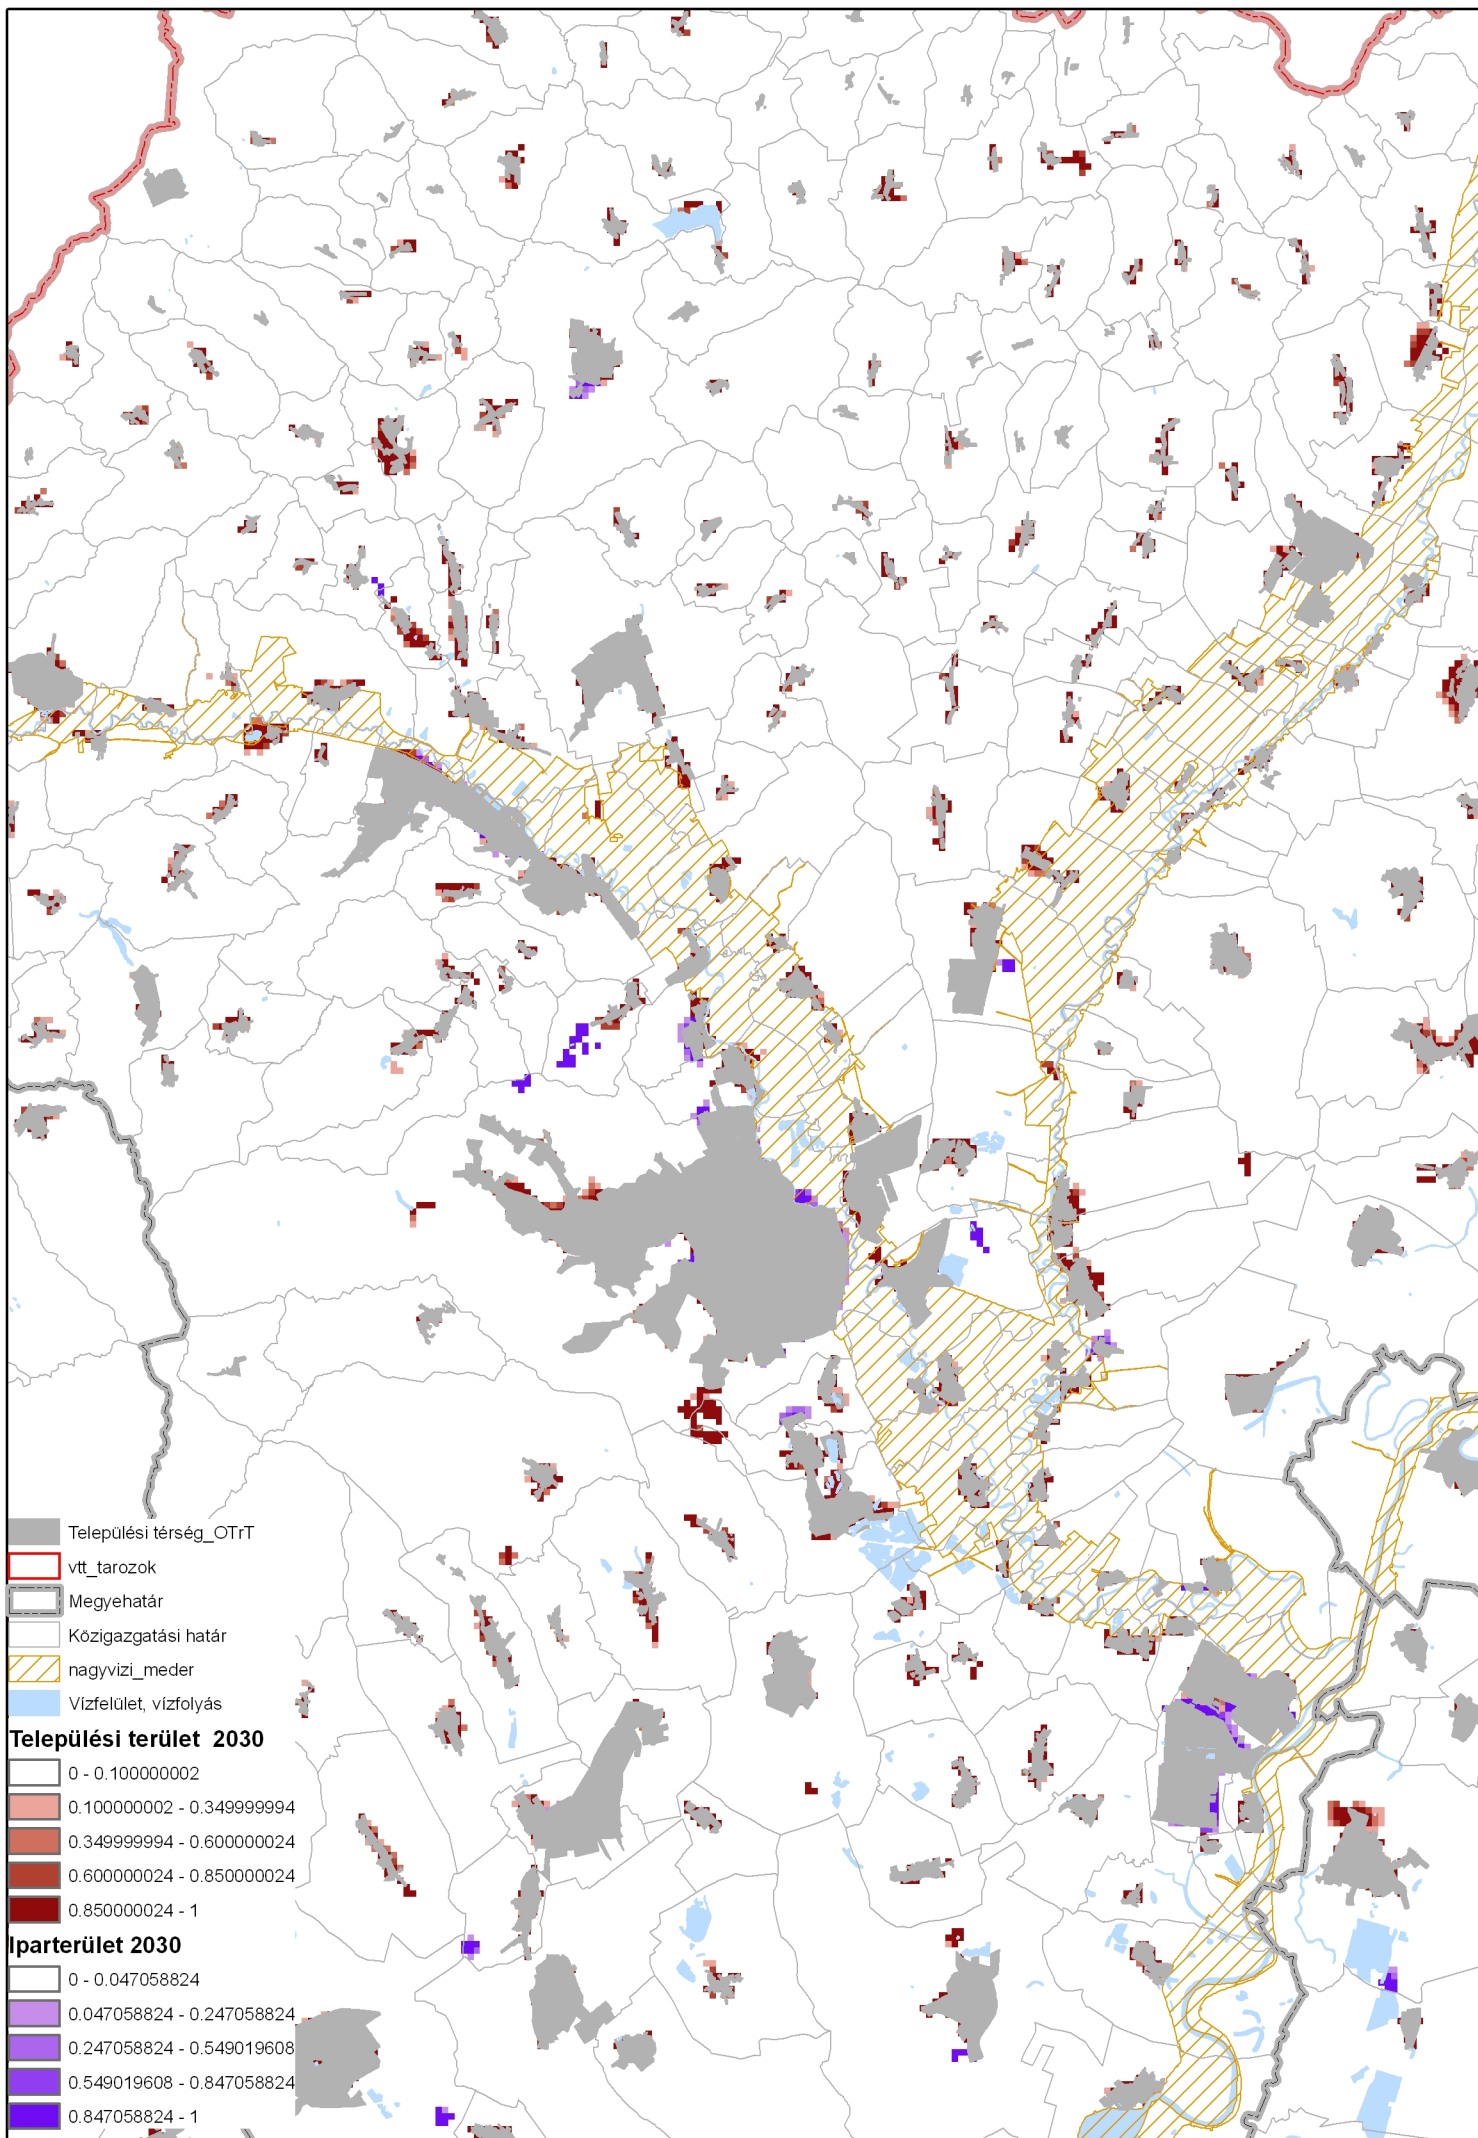 Települési térség_OTrT
vtt_tarozok
Megyehatár
Közigazgatási határ
nagyvizi_meder
Vízfelület, vízfolyás
Települési terület 2030
0 - 0.100000002
0.100000002 - 0.349999994
0.349999994 - 0.600000024
0.600000024 - 0.850000024
0.850000024 - 1
Iparterület 2030
0 - 0.047058824
0.047058824 - 0.247058824
0.247058824 - 0.549019608
0.549019608 - 0.847058824
0.847058824 - 1